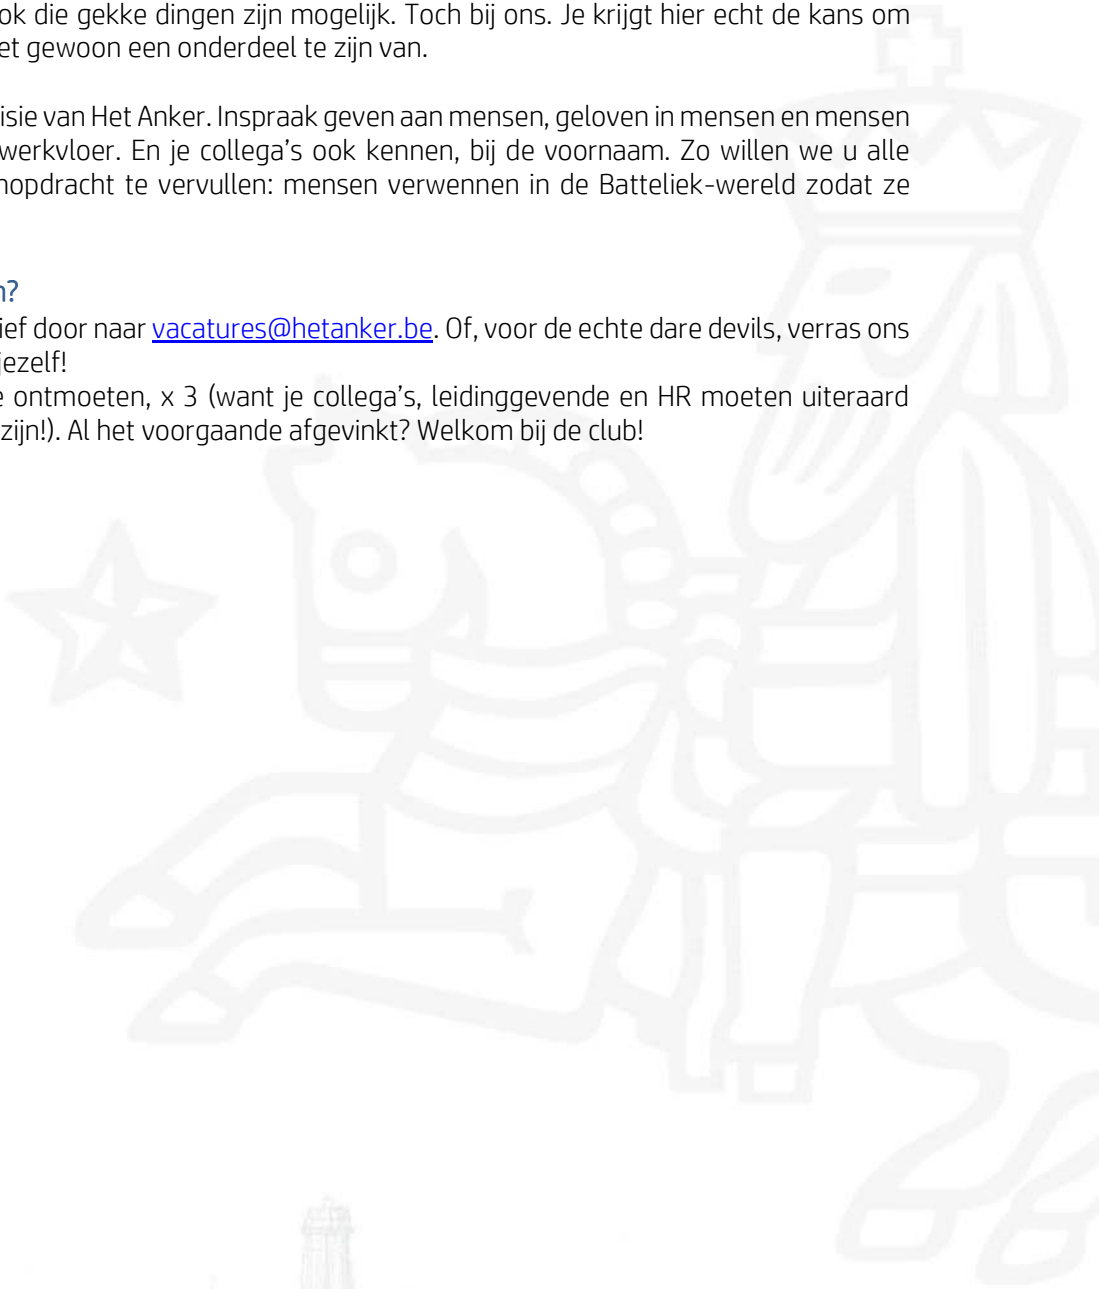 ok die gekke dingen zijn mogelijk. Toch bij ons. Je krijgt hier echt de kans om
et gewoon een onderdeel te zijn van.
isie van Het Anker. Inspraak geven aan mensen, geloven in mensen en mensen
werkvloer. En je collega's ook kennen, bij de voornaam. Zo willen we u alle
nopdracht te vervullen: mensen verwennen in de Batteliek-wereld zodat ze
n?
ief door naar vacatures@hetanker.be. Of, voor de echte dare devils, verras ons
jezelf!
e ontmoeten, x 3 (want je collega's, leidinggevende en HR moeten uiteraard
zijn!). Al het voorgaande afgevinkt? Welkom bij de club!